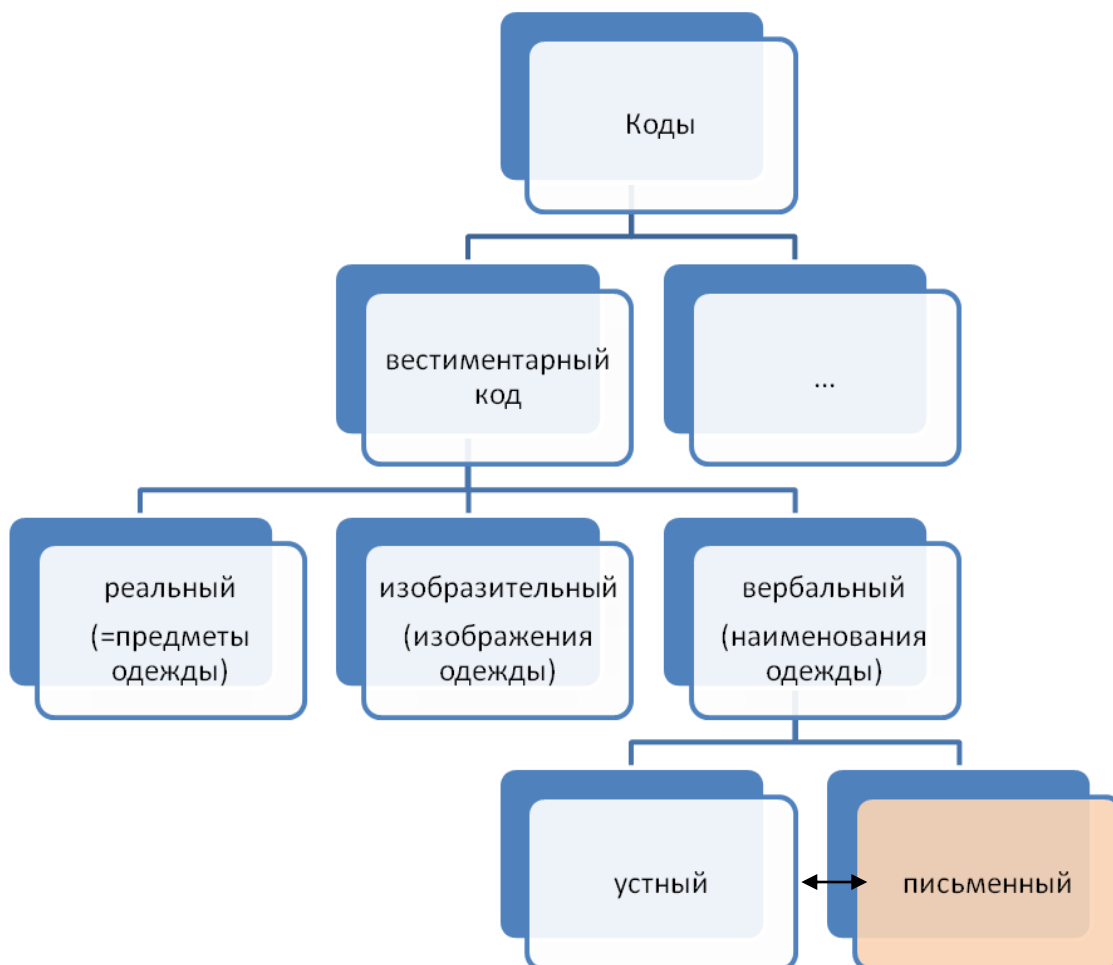 Коды
вестиментарный
код
...
реальный
(=предметы
одежды)
изобразительный
(изображения
одежды)
вербальный
(наименования
одежды)
устный
письменный